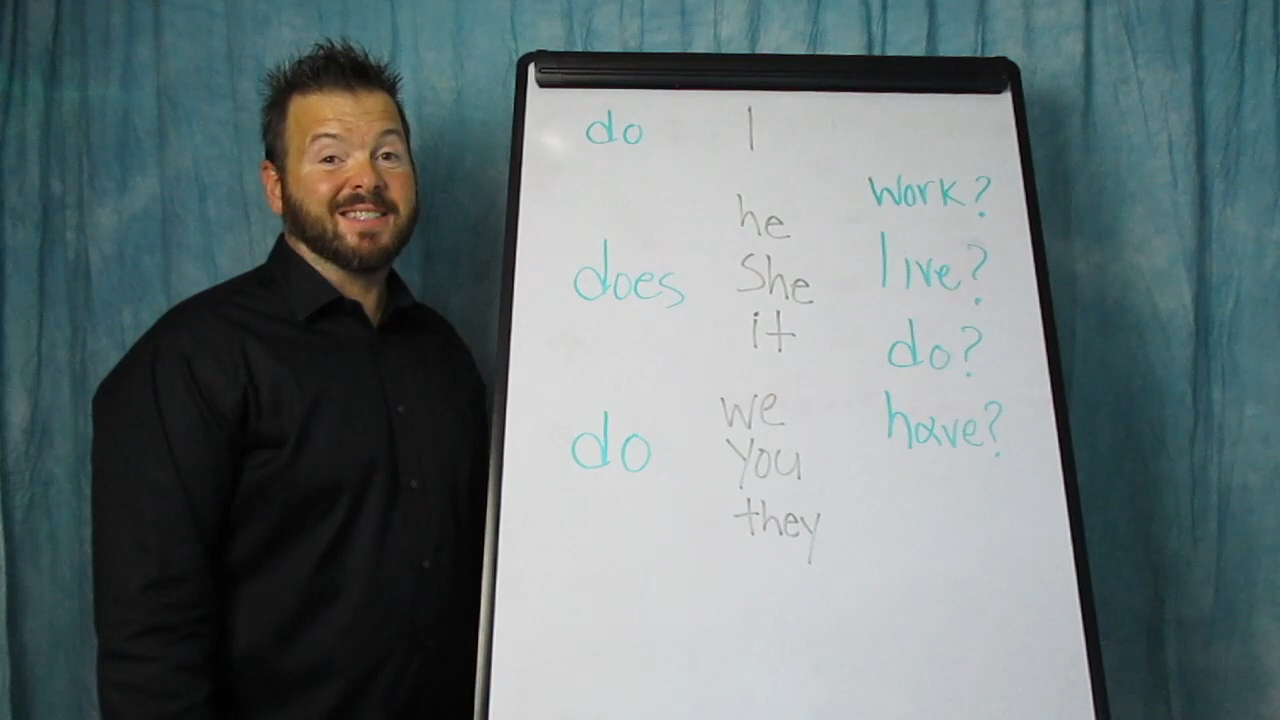 do I
he
does She
it
we
do you
they
work?
live?
do?
have?